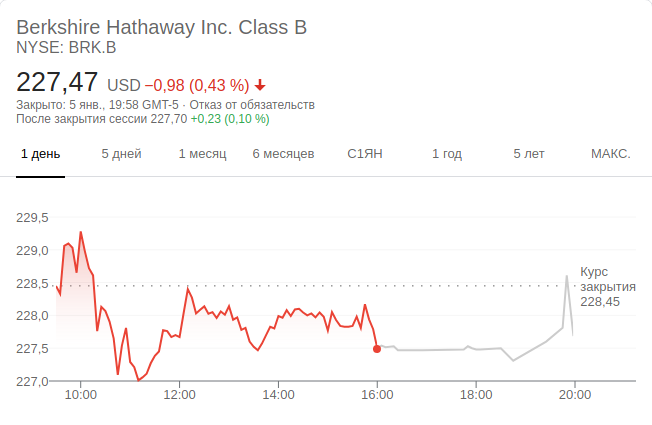 Berkshire Hathaway Inc. Class B
NYSE: BRK.B
227,47 USD −0,98 (0,43 %)
Закрыто: 5 янв., 19:58 GMT-5 · Отказ от обязательств
После закрытия сессии 227,70 +0,23 (0,10 %)
1 день 5 дней 1 месяц 6 месяцев С1ЯН 1 год 5 лет МАКС.
229,5
229,0
228,5
228,0
227,5
227,0
Курс
закрытия
228,45
10:00 12:00 14:00 16:00 18:00 20:00